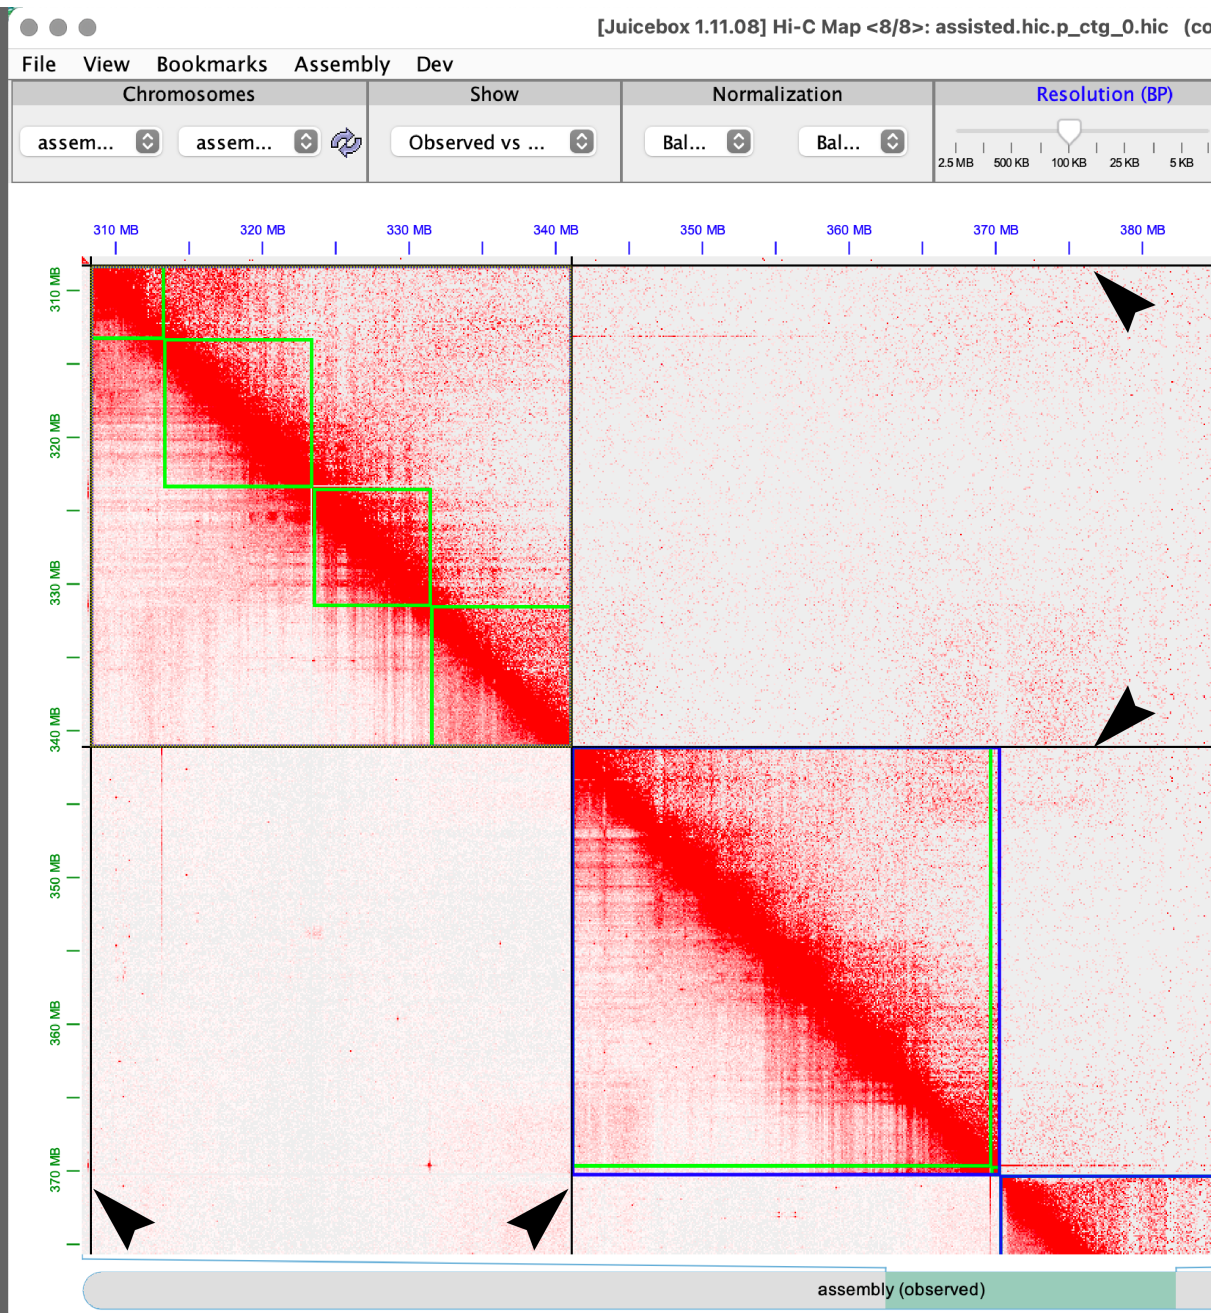 [Juicebox 1.11.08] Hi-C Map <8/8>: assisted.hic.p_ctg_0.hic (co
File View Bookmarks Assembly Dev
Chromosomes Show Normalization Resolution (BP)
assem... assem... Observed vs ... Bal... Bal...
2.5 MB 500 KB 100 KB 25 KB 5 KB
310 MB 320 MB 330 MB 340 MB 350 MB 360 MB 370 MB 380 MB
310 MB
320 MB
330 MB
340 MB
350 MB
360 MB
370 MB
assembly (observed)